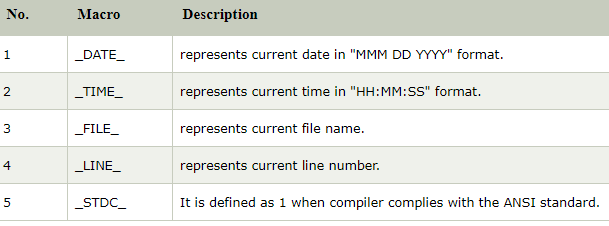 No. Macro Description
1 _DATE_ represents current date in "MMM DD YYYY" format.
2 _TIME_ represents current time in "HH:MM:SS" format.
3 _FILE_ represents current file name.
4 _LINE_ represents current line number.
5 _STDC_ It is defined as 1 when compiler complies with the ANSI standard.